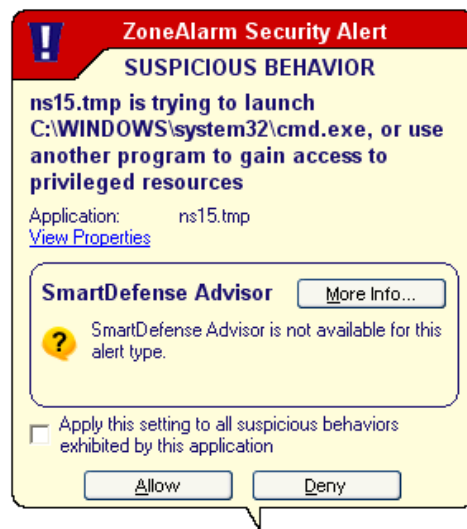 ZoneAlarm Security Alert
SUSPICIOUS BEHAVIOR
ns15.tmp is trying to launch
C:\WINDOWS\system32\cmd.exe, or use
another program to gain access to
privileged resources
Application: ns15.tmp
View Properties
SmartDefense Advisor More Info...
SmartDefense Advisor is not available for this
alert type.
Apply this setting to all suspicious behaviors
exhibited by this application
Allow Deny